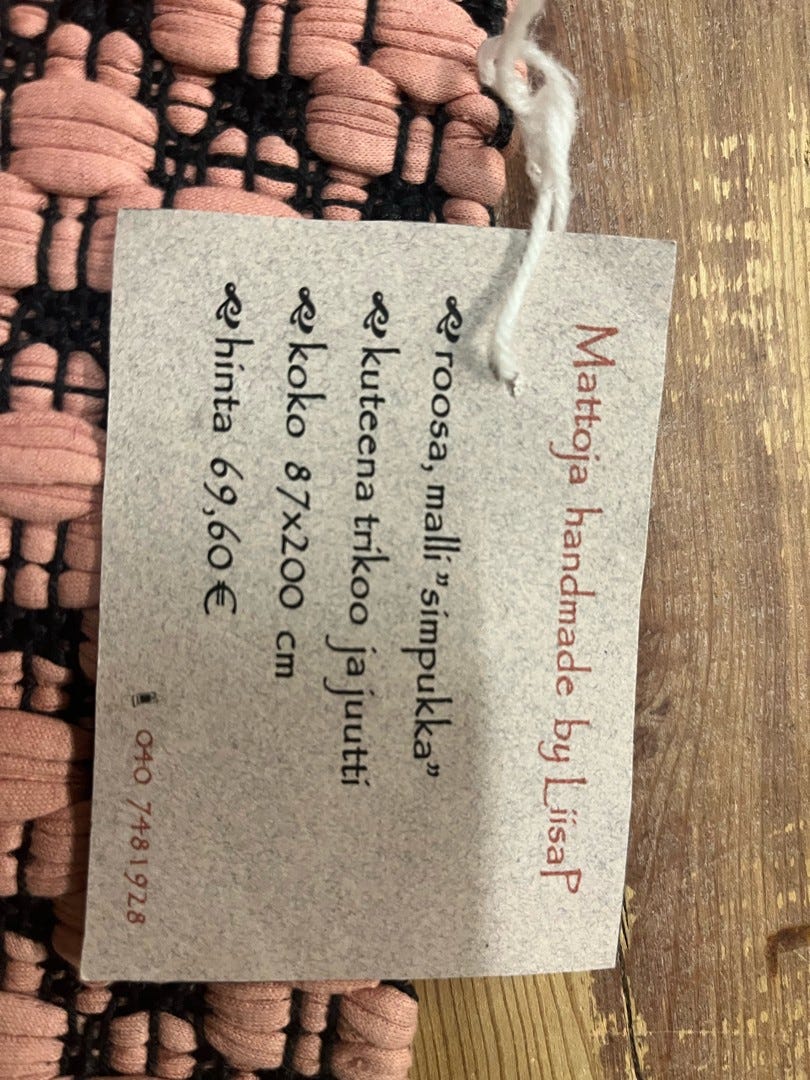 Mattoja handmade by LiisaP
roosa, malli ”simpukka”
kuteena trikoo ja juutti
koko 87x200 cm
hinta 69,60 €
040 7481928